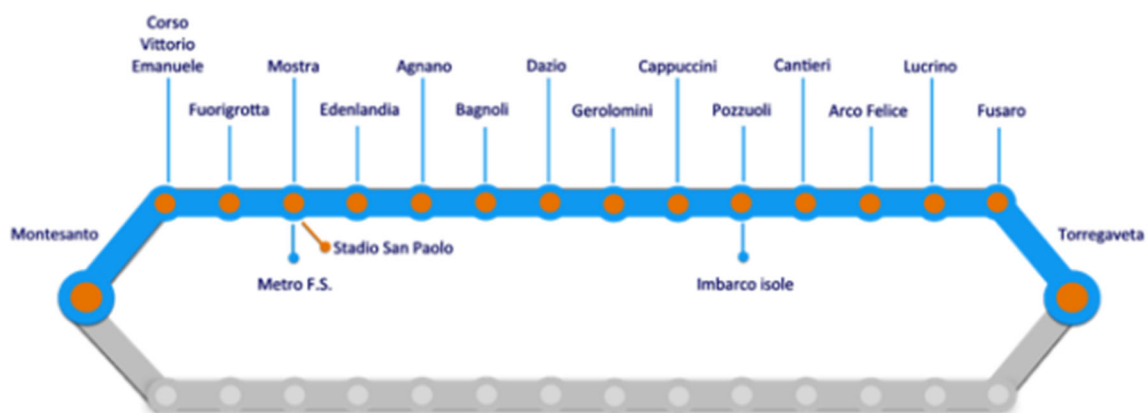 Corso
Vittorio
Emanuele
Mostra
Agnano
Dazio
Cappuccini
Cantieri
Lucrino
Fuorigrotta
Edenlandia
Bagnoli
Gerolomini
Pozzuoli
Arco Felice
Fusaro
Montesanto
Torregaveta
Stadio San Paolo
Metro F.S.
Imbarco isole